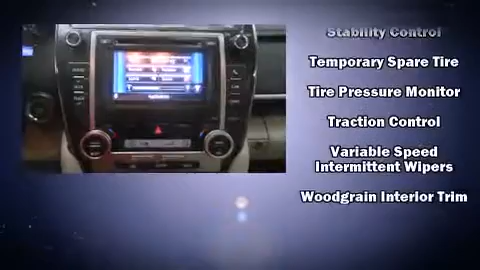 Stability Control
Temporary Spare Tire
Tire Pressure Monitor
Traction Control
Variable Speed
Intermittent Wipers
Woodgrain Interior Trim